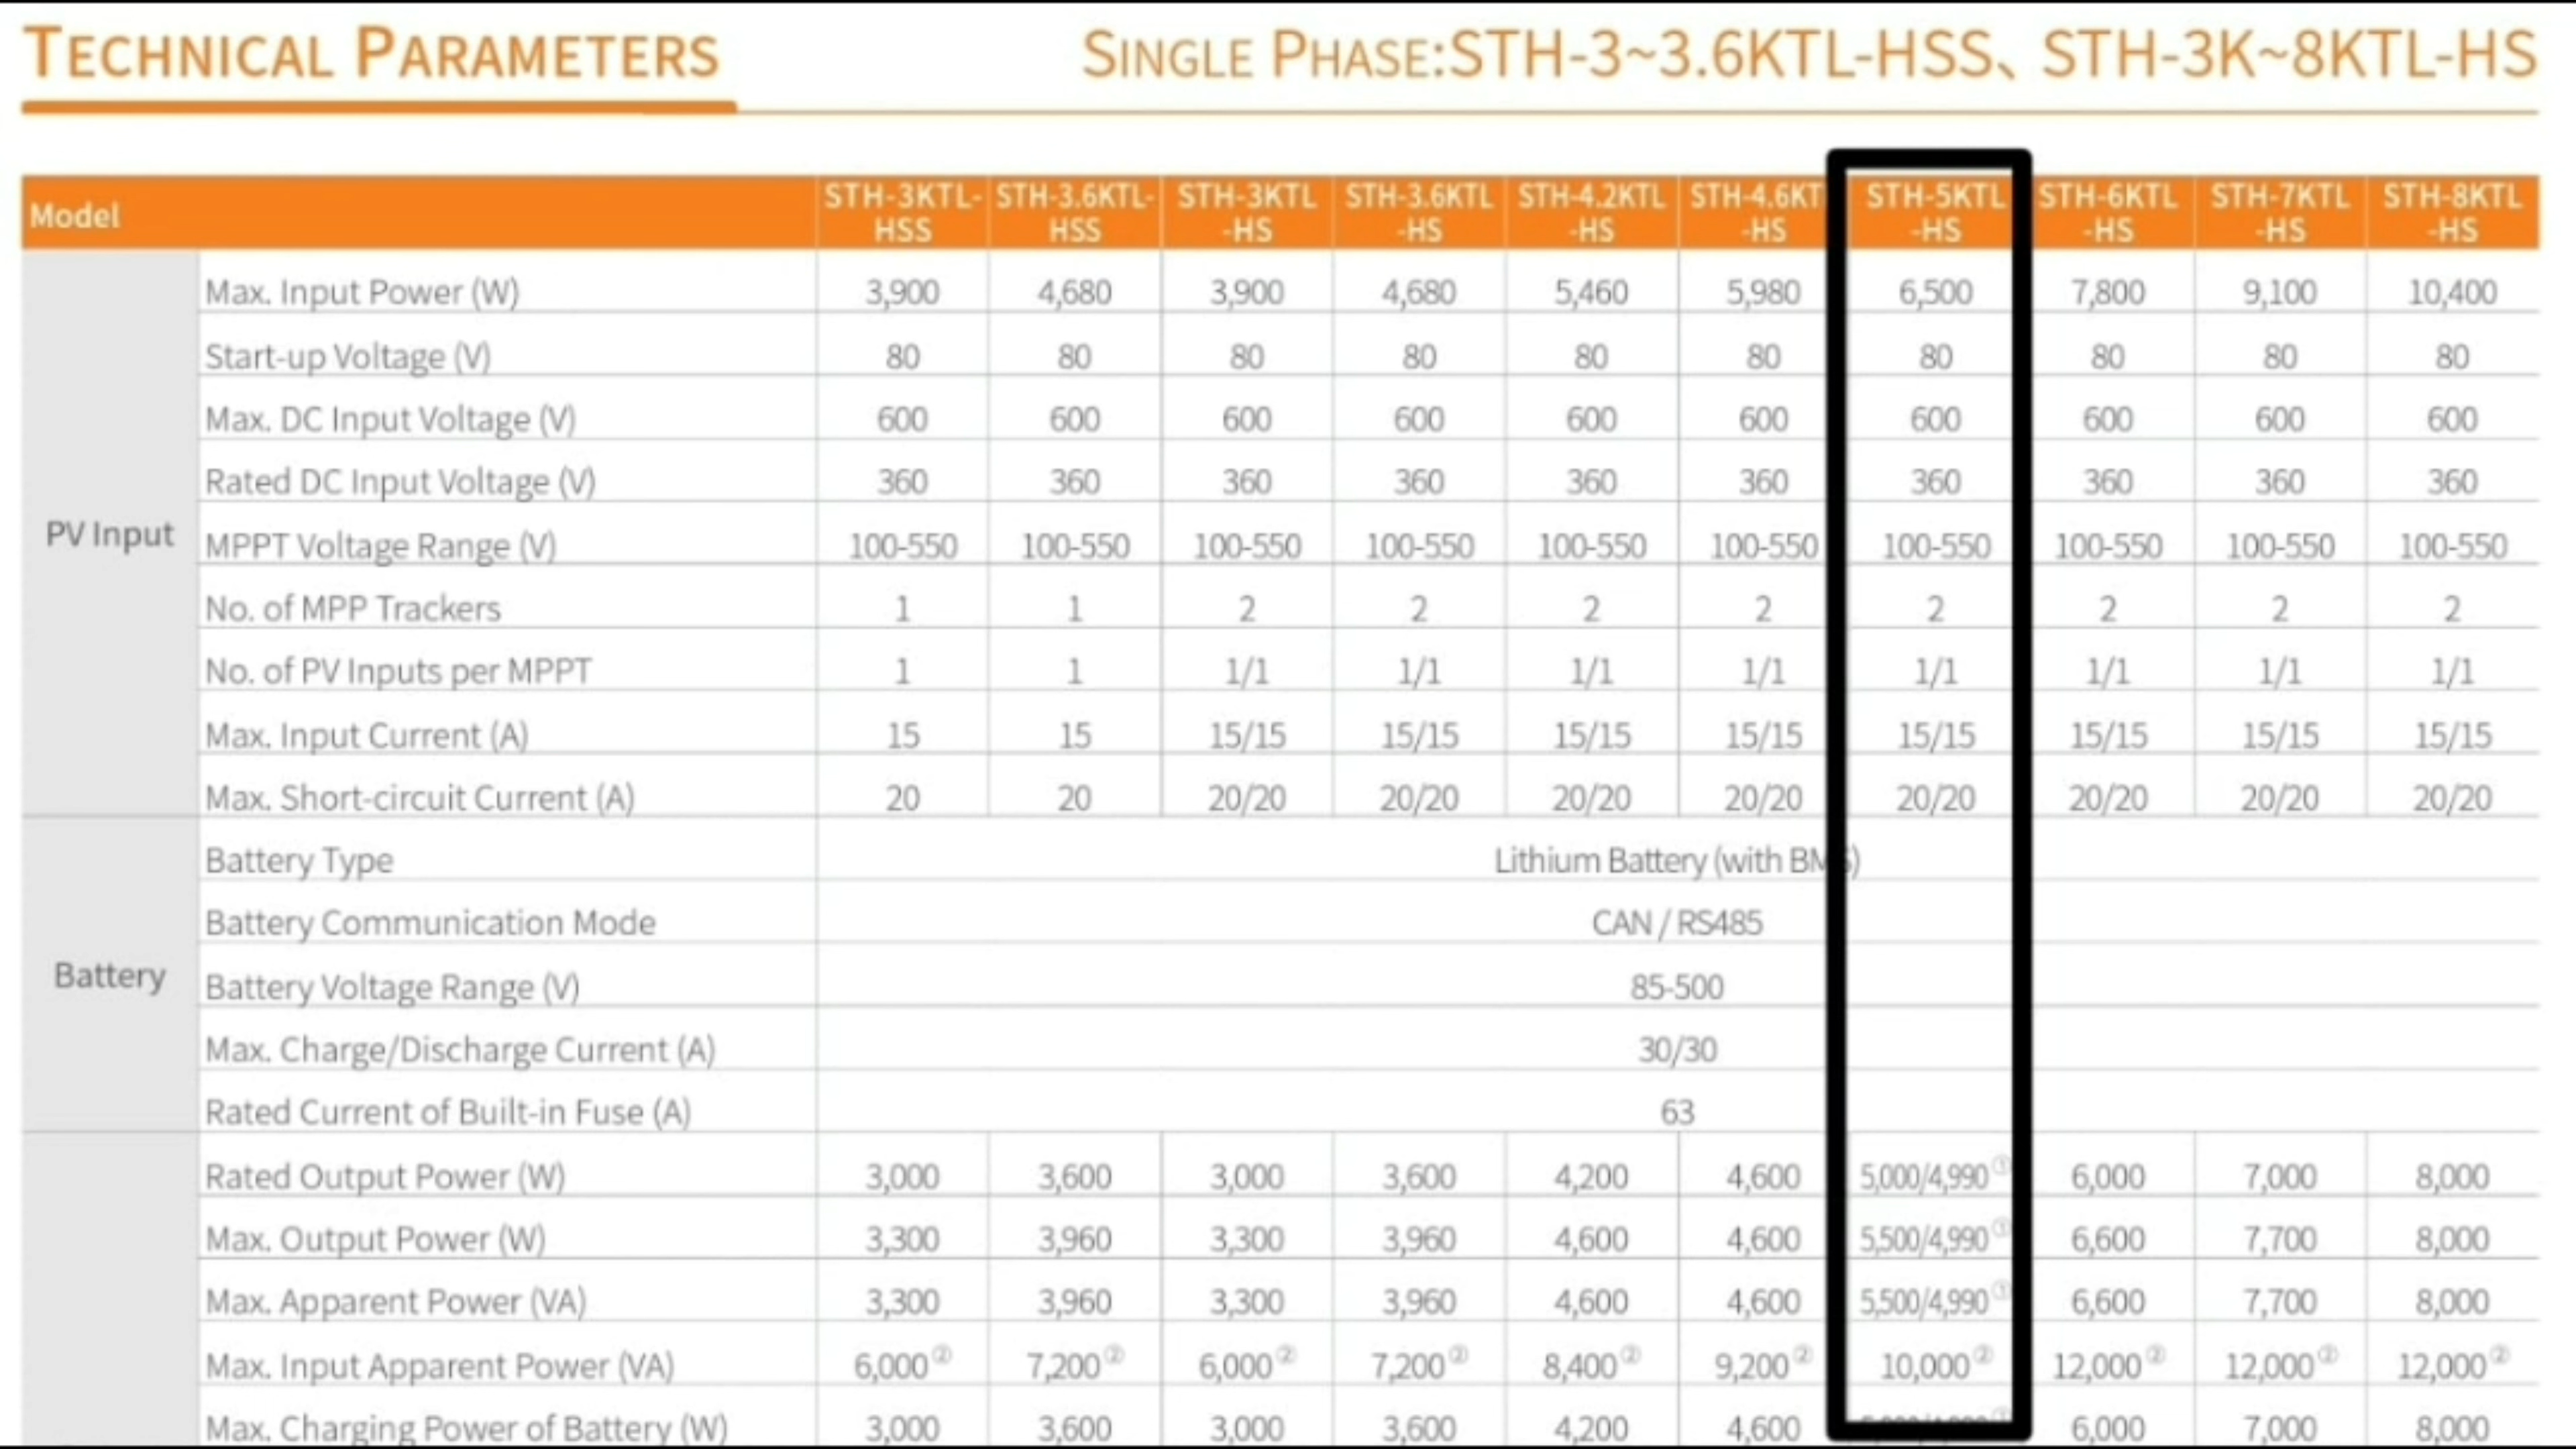 TECHNICAL PARAMETERS
SINGLE PHASE:STH-3~3.6KTL-HSS、STH-3K~8KTL-HS
Model STH-3KTL-HSS STH-3.6KTL-HSS STH-3KTL-HS STH-3.6KTL-HS STH-4.2KTL-HS STH-4.6KTL-HS STH-5KTL-HS STH-6KTL-HS STH-7KTL-HS STH-8KTL-HS
PV Input
Max. Input Power (W) 3,900 4,680 3,900 4,680 5,460 5,980 6,500 7,800 9,100 10,400
Start-up Voltage (V) 80 80 80 80 80 80 80 80 80 80
Max. DC Input Voltage (V) 600 600 600 600 600 600 600 600 600 600
Rated DC Input Voltage (V) 360 360 360 360 360 360 360 360 360 360
MPPT Voltage Range (V) 100-550 100-550 100-550 100-550 100-550 100-550 100-550 100-550 100-550 100-550
No. of MPP Trackers 1 1 2 2 2 2 2 2 2 2
No. of PV Inputs per MPPT 1 1 1/1 1/1 1/1 1/1 1/1 1/1 1/1 1/1
Max. Input Current (A) 15 15 15/15 15/15 15/15 15/15 15/15 15/15 15/15 15/15
Max. Short-circuit Current (A) 20 20 20/20 20/20 20/20 20/20 20/20 20/20 20/20 20/20
Battery
Battery Type Lithium Battery (with BMS)
Battery Communication Mode CAN / RS485
Battery Voltage Range (V) 85-500
Max. Charge/Discharge Current (A) 30/30
Rated Current of Built-in Fuse (A) 63
Rated Output Power (W) 3,000 3,600 3,000 3,600 4,200 4,600 5,000/4,990① 6,000 7,000 8,000
Max. Output Power (W) 3,300 3,960 3,300 3,960 4,600 4,600 5,500/4,990① 6,600 7,700 8,000
Max. Apparent Power (VA) 3,300 3,960 3,300 3,960 4,600 4,600 5,500/4,990① 6,600 7,700 8,000
Max. Input Apparent Power (VA) 6,000② 7,200② 6,000② 7,200② 8,400② 9,200② 10,000② 12,000② 12,000② 12,000②
Max. Charging Power of Battery (W) 3,000 3,600 3,000 3,600 4,200 4,600 6,000 7,000 8,000